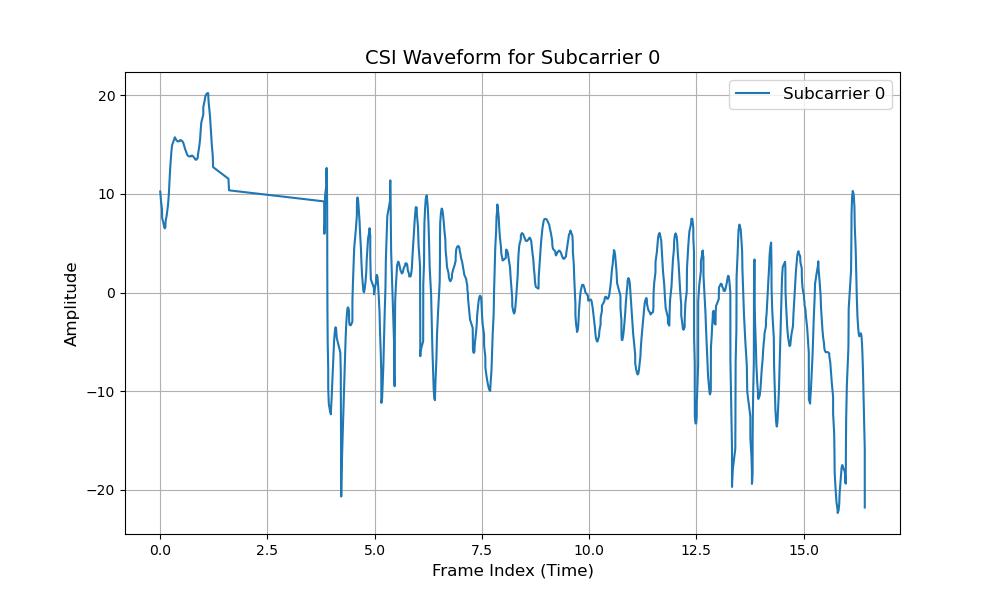 CSI Waveform for Subcarrier 0
Subcarrier 0
Amplitude
20
10
0
−10
−20
0.0 2.5 5.0 7.5 10.0 12.5 15.0
Frame Index (Time)